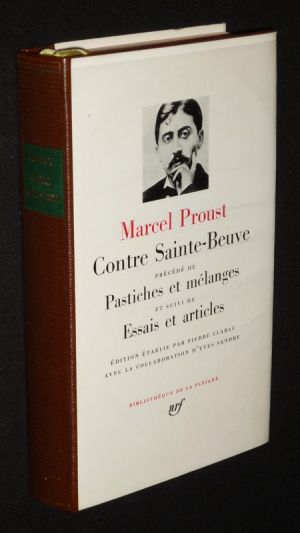 Marcel Proust
Contre Sainte-Beuve
PRÉCÉDÉ DE
Pastiches et mélanges
ET SUIVI DE
Essais et articles
ÉDITION ÉTABLIE PAR PIERRE CLARAC
AVEC LA COLLABORATION D'YVES SANDRE
BIBLIOTHÈQUE DE LA PLÉIADE
nrf